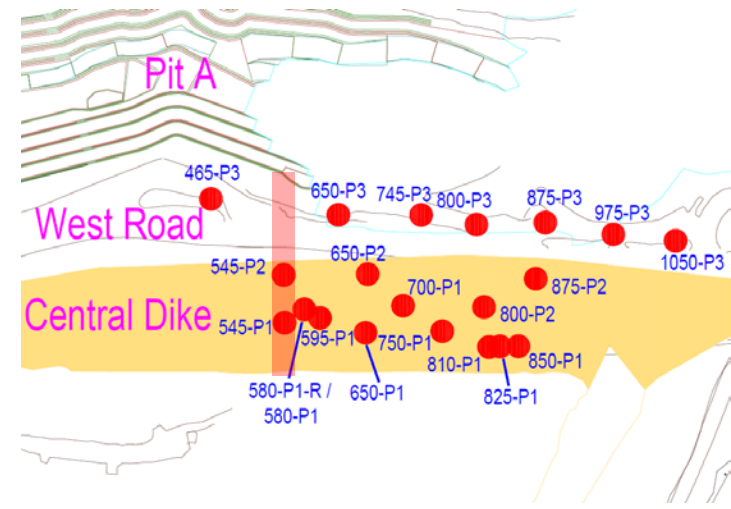 Pit A
465-P3
650-P3
745-P3
800-P3
875-P3
975-P3
1050-P3
West Road
545-P2
650-P2
700-P1
875-P2
800-P2
Central Dike
545-P1
595-P1
750-P1
810-P1
850-P1
580-P1-R /
580-P1
650-P1
825-P1